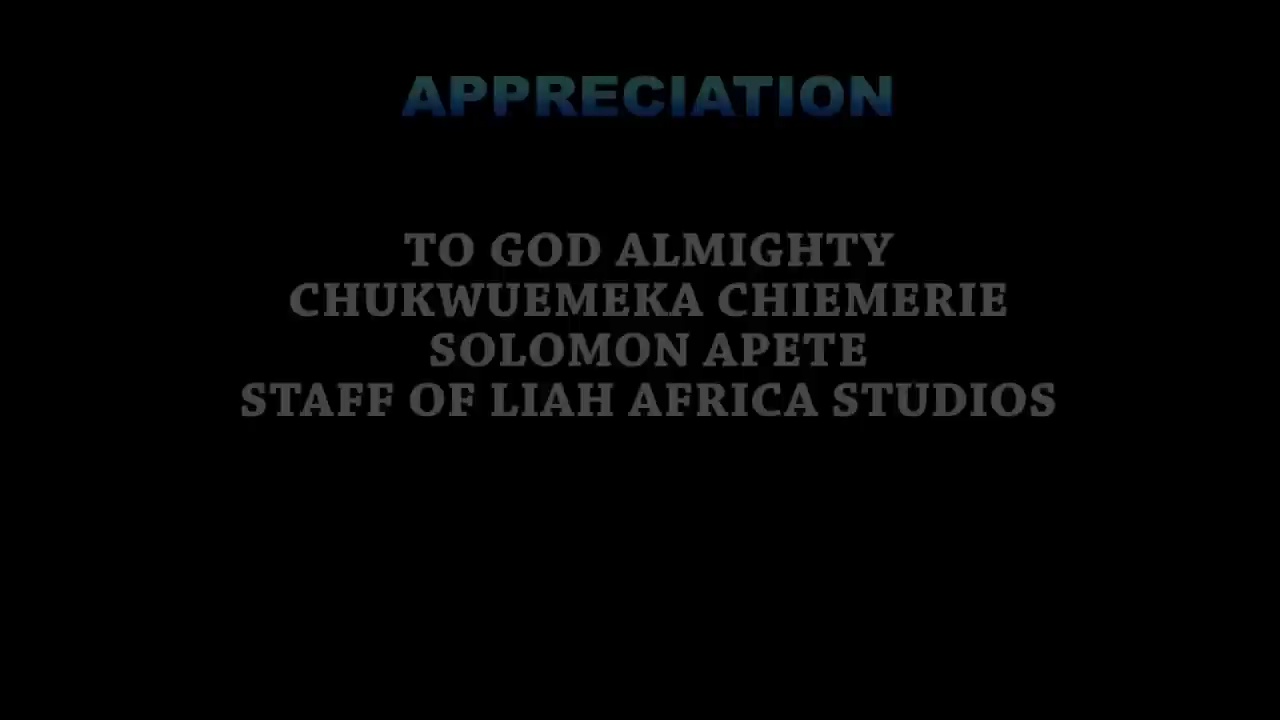 APPRECIATION
TO GOD ALMIGHTY
CHUKWUEMEKA CHIEMERIE
SOLOMON APETE
STAFF OF LIAH AFRICA STUDIOS